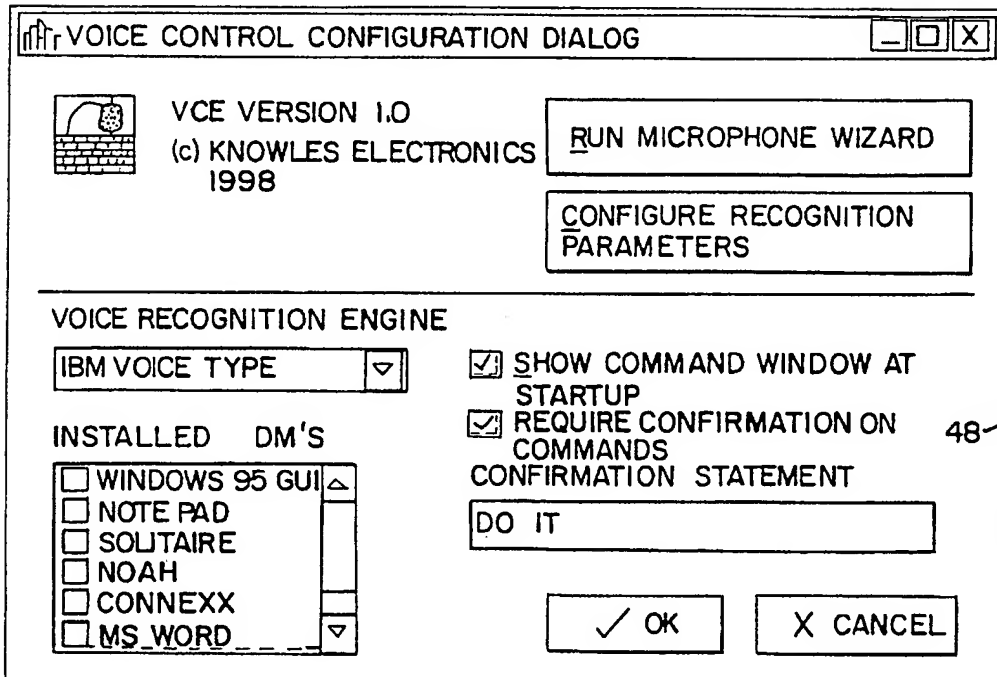 VOICE CONTROL CONFIGURATION DIALOG
VCE VERSION 1.0
(c) KNOWLES ELECTRONICS
1998
RUN MICROPHONE WIZARD
CONFIGURE RECOGNITION
PARAMETERS
VOICE RECOGNITION ENGINE
IBM VOICE TYPE
SHOW COMMAND WINDOW AT
STARTUP
REQUIRE CONFIRMATION ON
COMMANDS
48
INSTALLED DM'S
WINDOWS 95 GUI
NOTE PAD
SOLITAIRE
NOAH
CONNEXX
MS WORD
CONFIRMATION STATEMENT
DO IT
OK
X CANCEL